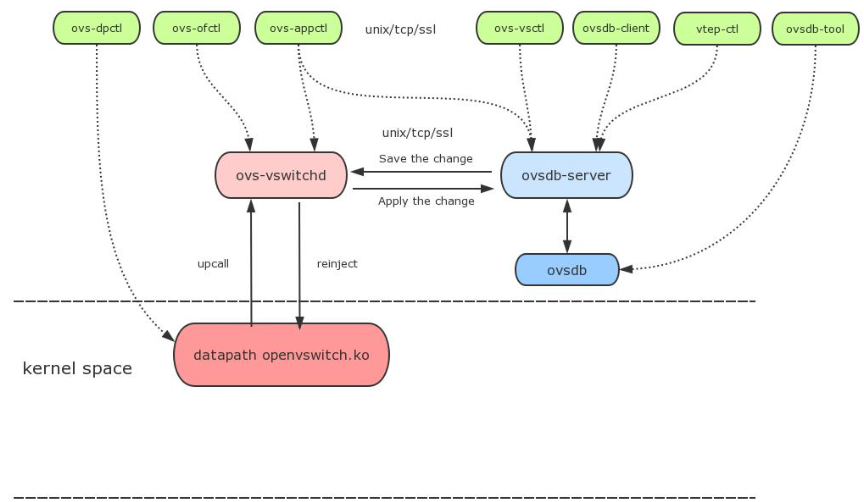 ovs-dpctl
ovs-ofctl
ovs-appctl
unix/tcp/ssl
ovs-vsctl
ovsdb-client
vtep-ctl
ovsdb-tool
unix/tcp/ssl
Save the change
ovs-vswitchd
ovsdb-server
Apply the change
upcall
reinject
ovsdb
datapath openvswitch.ko
kernel space